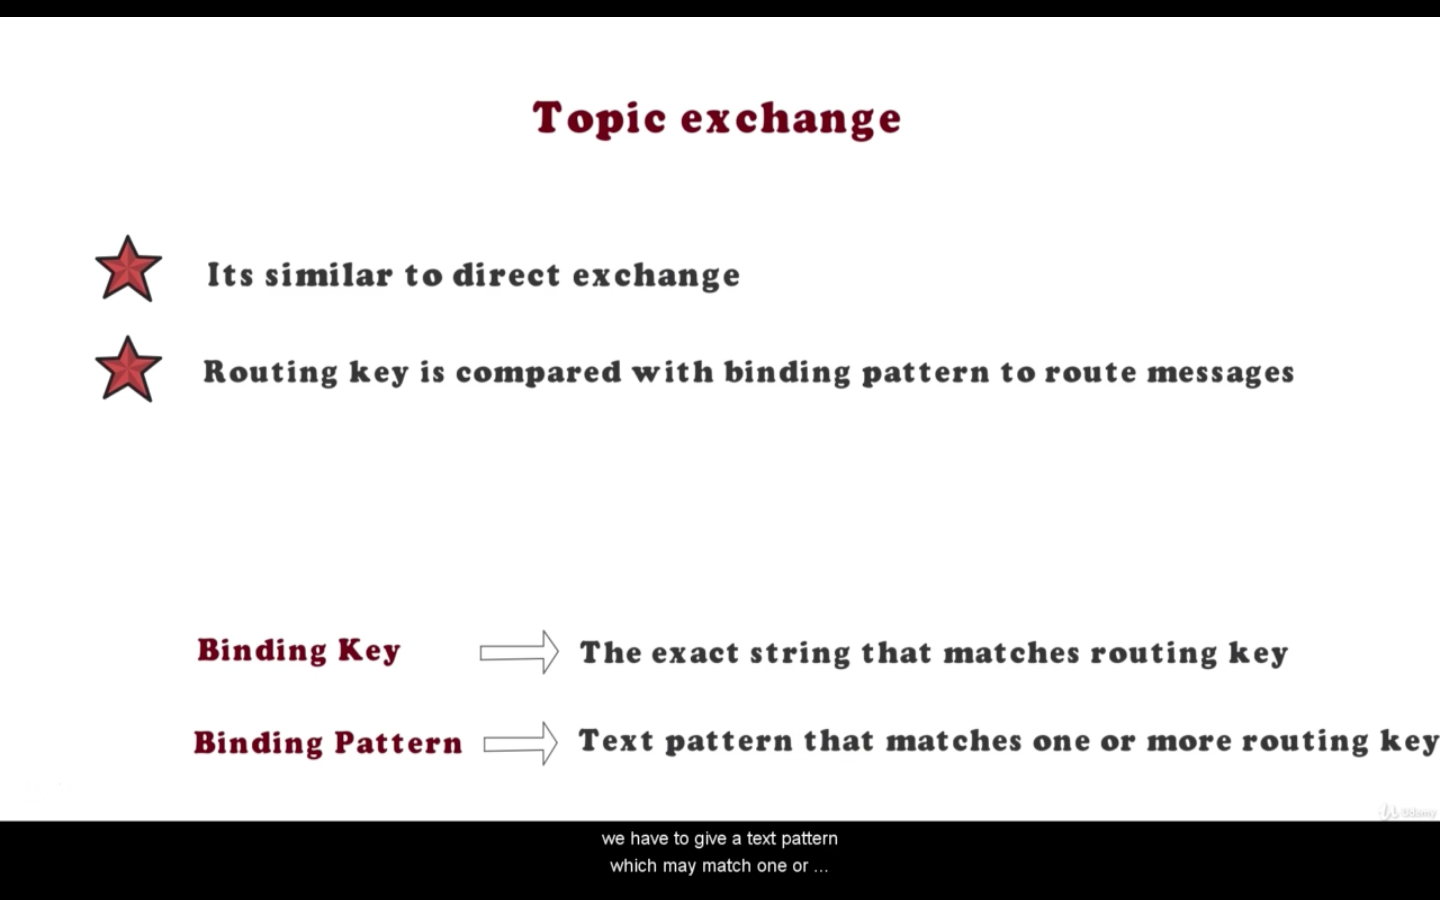 Topic exchange
Its similar to direct exchange
Routing key is compared with binding pattern to route messages
Binding Key
The exact string that matches routing key
Binding Pattern
Text pattern that matches one or more routing key
Udemy
we have to give a text pattern
which may match one or ...